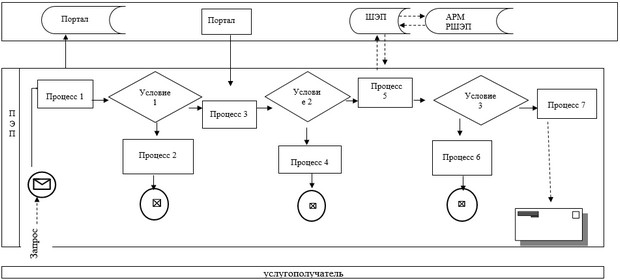 Портал
Портал
ШЭП
АРМ
РШЭП
П
Э
П
Процесс 1
Условие
1
Процесс 3
Услови
е 2
Процесс
5
Условие
3
Процесс 7
Процесс 2
Процесс 4
Процесс 6
Запрос
услугополучатель